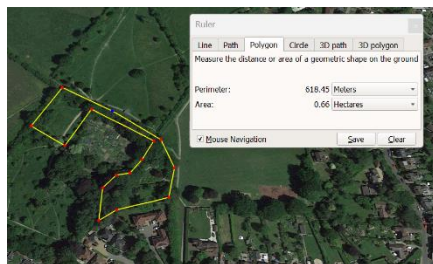 Ruler
Line Path Polygon Circle 3D path 3D polygon
Measure the distance or area of a geometric shape on the ground
Perimeter: 618.45 Meters
Area: 0.66 Hectares
Mouse Navigation Save Clear